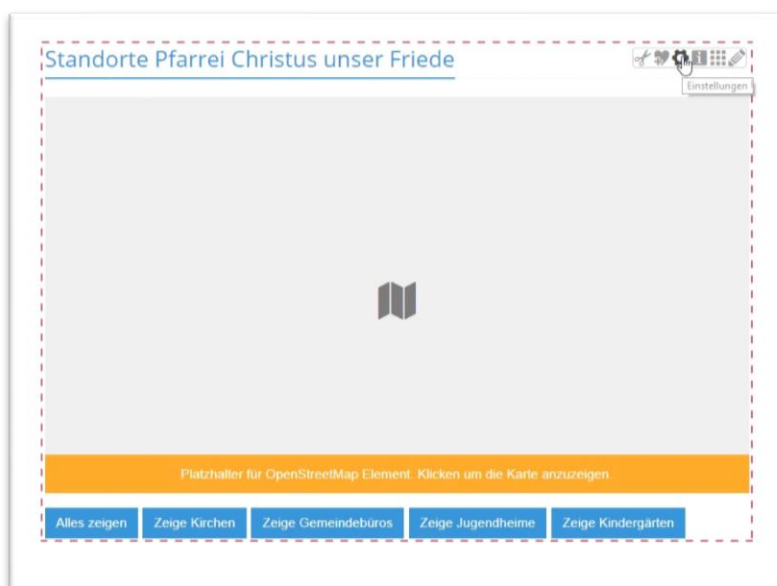 Standorte Pfarrei Christus unser Friede
Einstellungen
Platzhalter für OpenStreetMap Element. Klicken um die Karte anzuzeigen.
Alles zeigen Zeige Kirchen Zeige Gemeindebüros Zeige Jugendheime Zeige Kindergärten